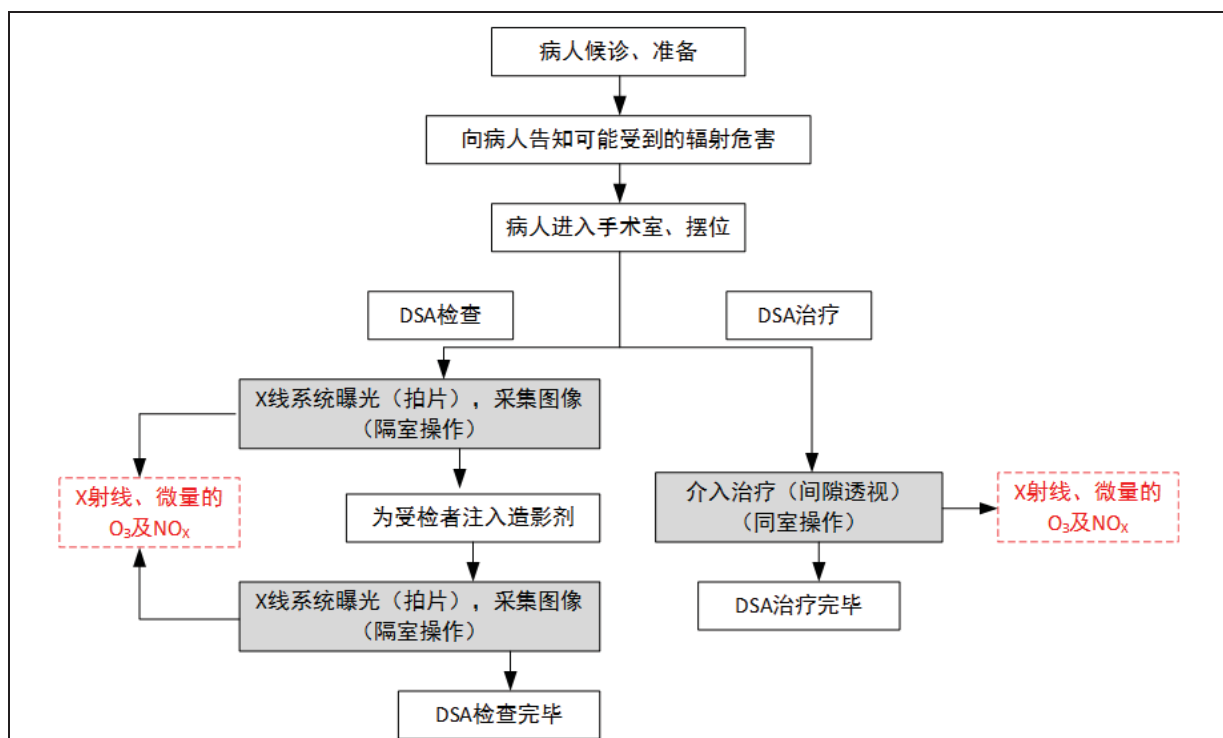 病人候诊、准备
向病人告知可能受到的辐射危害
病人进入手术室、摆位
DSA检查
DSA治疗
X线系统曝光（拍片），采集图像
（隔室操作）
X射线、微量的
O₃及NOₓ
为受检者注入造影剂
介入治疗（间隙透视）
（同室操作）
X射线、微量的
O₃及NOₓ
X线系统曝光（拍片），采集图像
（隔室操作）
DSA治疗完毕
DSA检查完毕